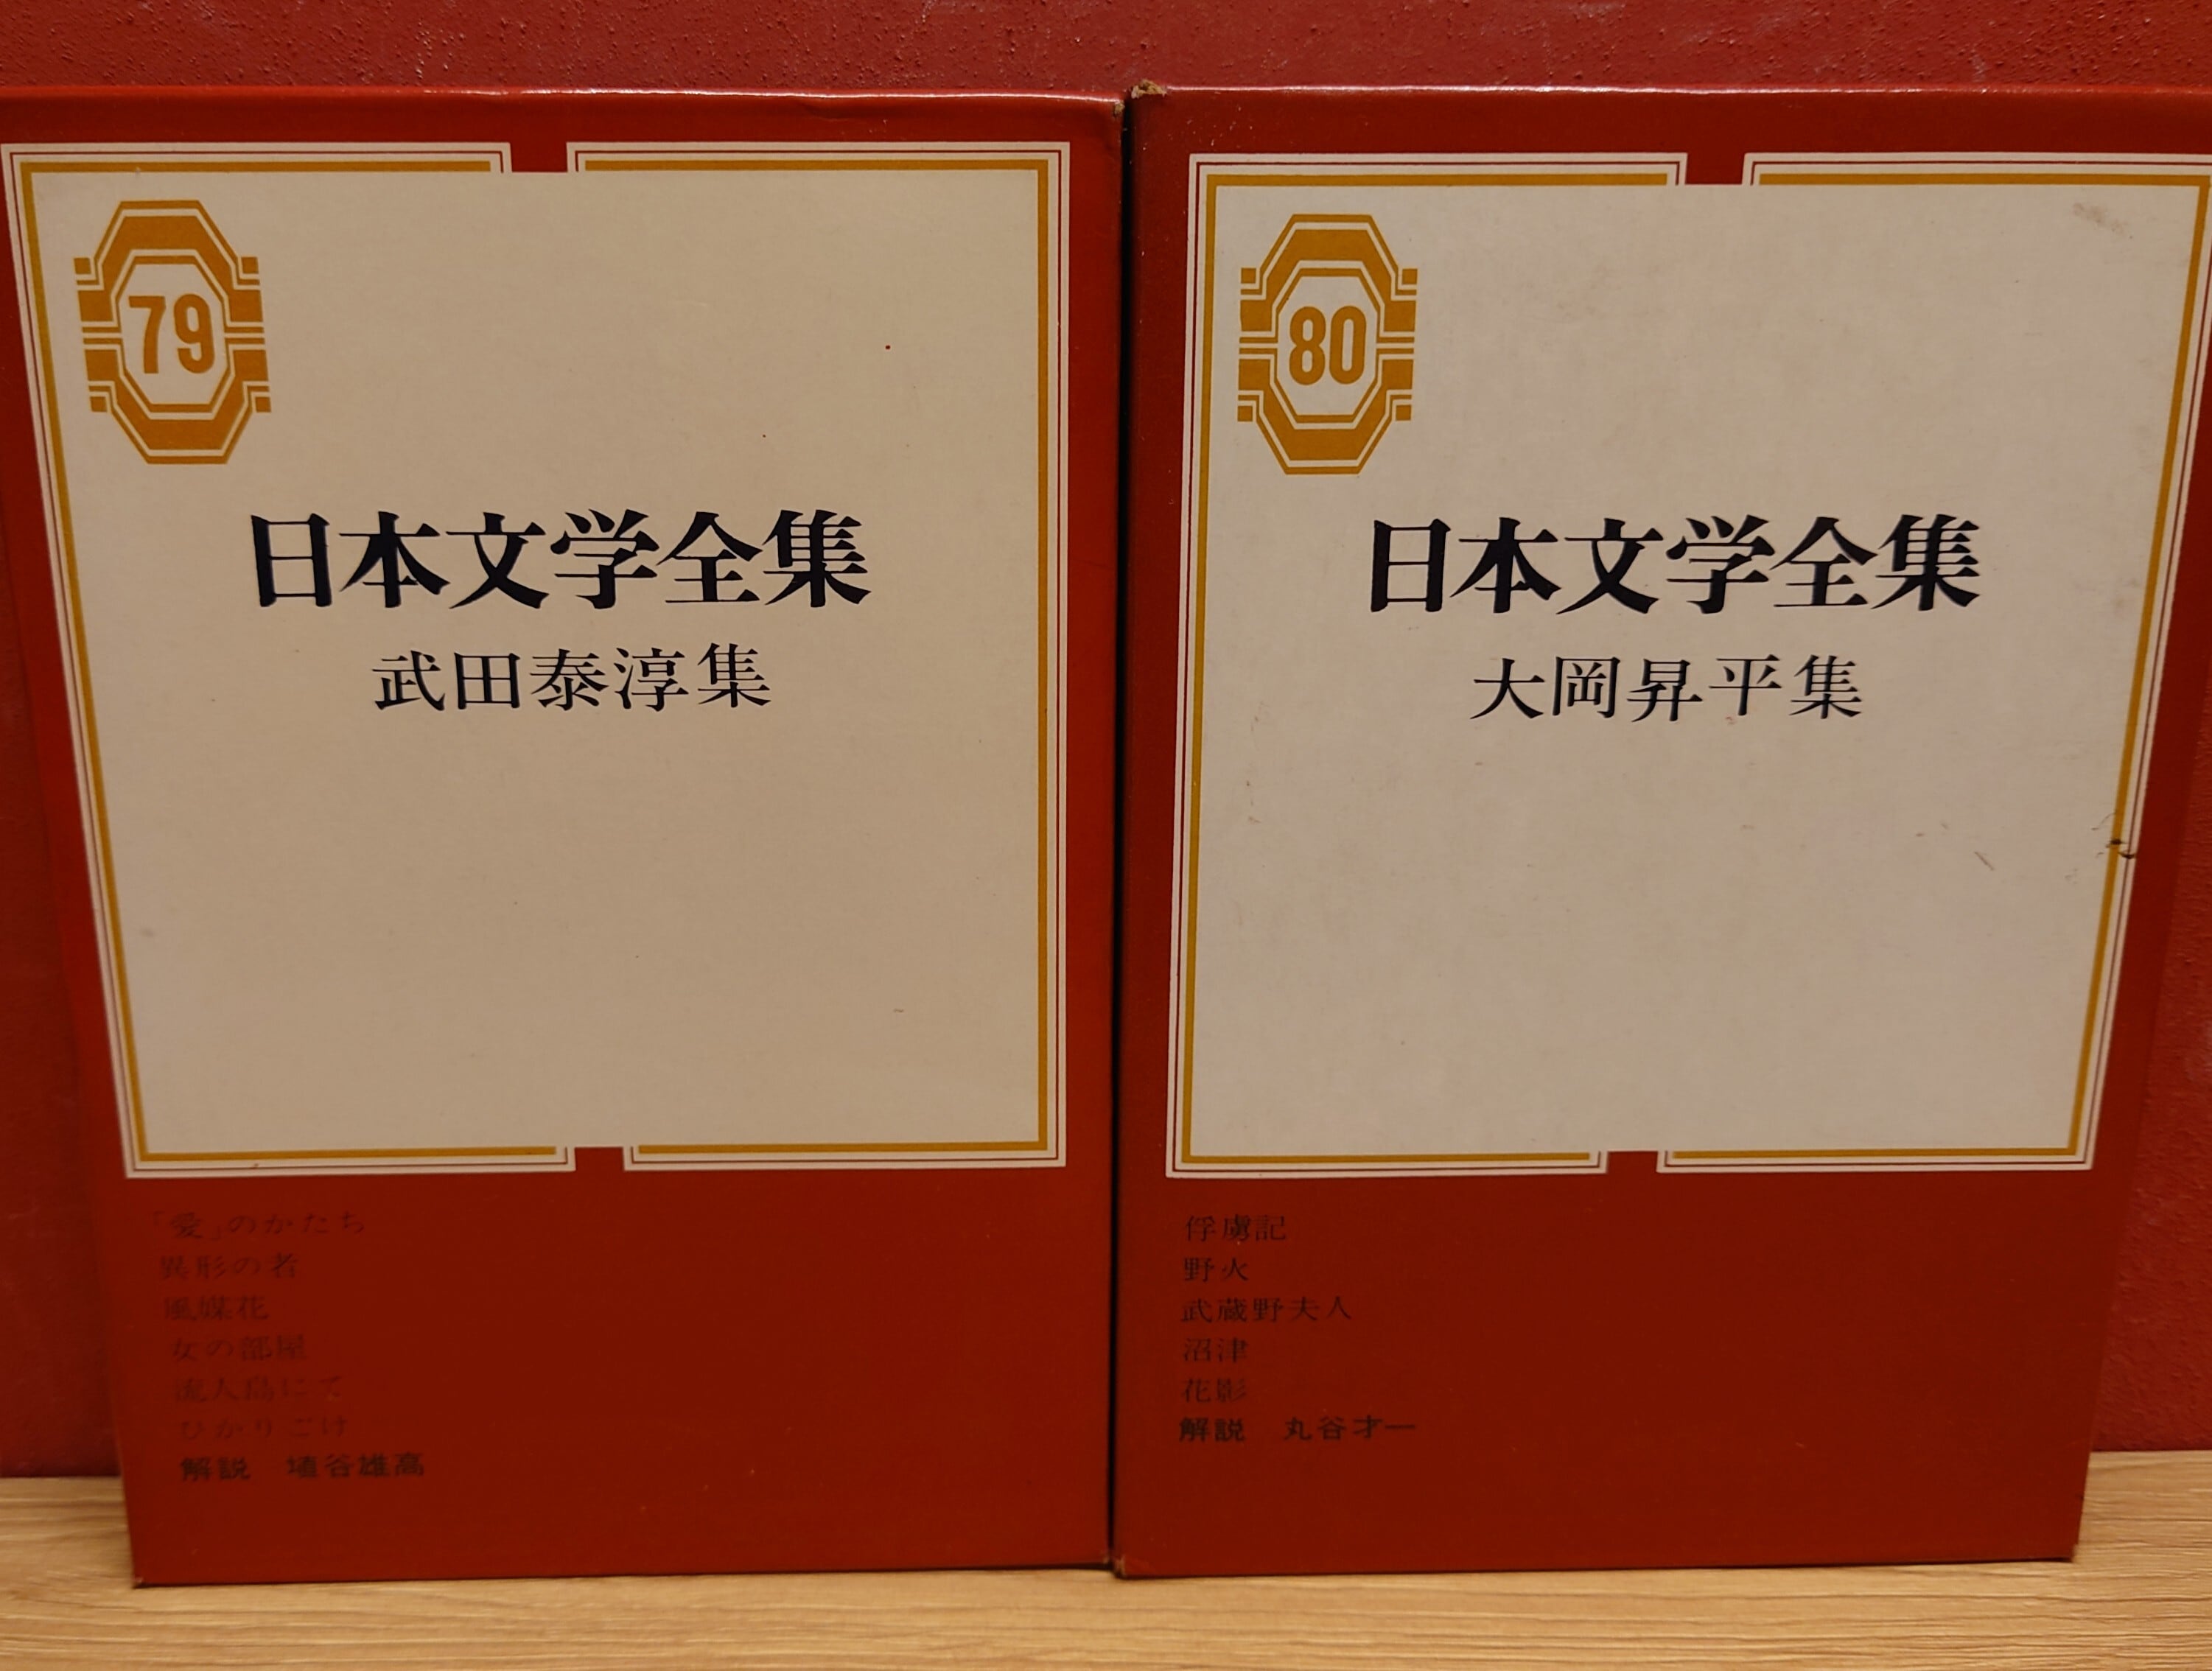 79
日本文学全集
武田泰淳集
「愛」のかたち
異形の者
風媒花
女の部屋
流人島にて
ひかりごけ
解説　埴谷雄高
80
日本文学全集
大岡昇平集
俘虜記
野火
武蔵野夫人
沼津
花影
解説　丸谷才一